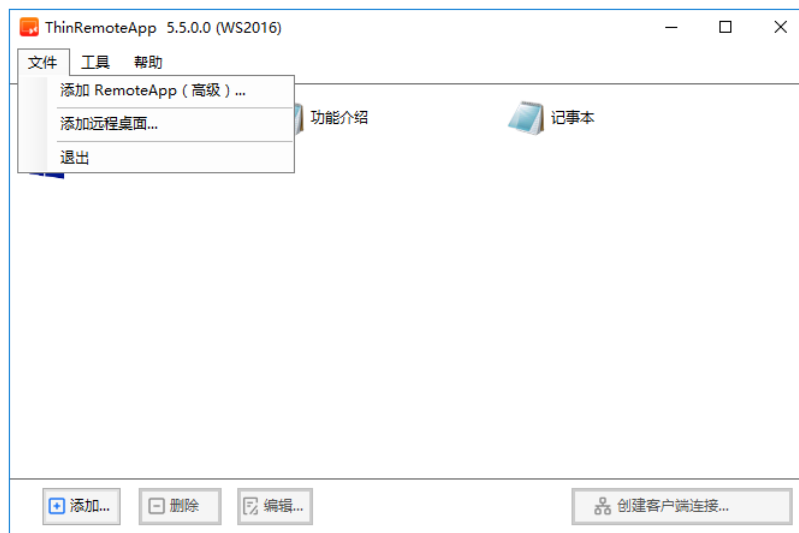 ThinRemoteApp 5.5.0.0 (WS2016)
文件 工具 帮助
添加 RemoteApp（高级）...
功能介绍 记事本
添加远程桌面...
退出
添加... 删除 编辑... 创建客户端连接...